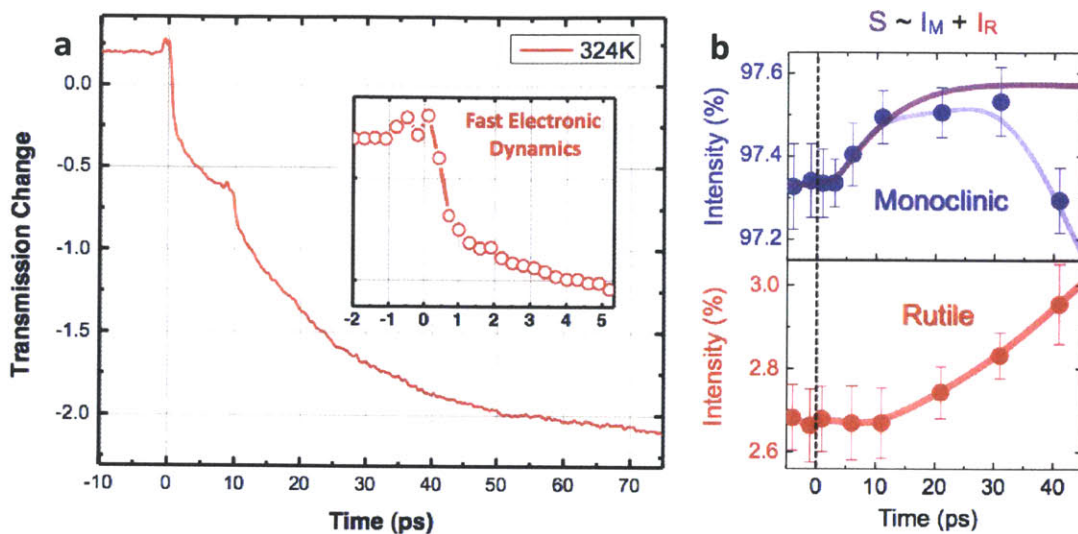 a
324K
Fast Electronic
Dynamics
Transmission Change
0.0
-0.5
-1.0
-1.5
-2.0
-2 -1 0 1 2 3 4 5
-10 0 10 20 30 40 50 60 70
Time (ps)
S ~ I_M + I_R
b
97.6
97.4
97.2
Intensity (%)
Monoclinic
3.0
2.8
2.6
Intensity (%)
Rutile
0 10 20 30 40
Time (ps)